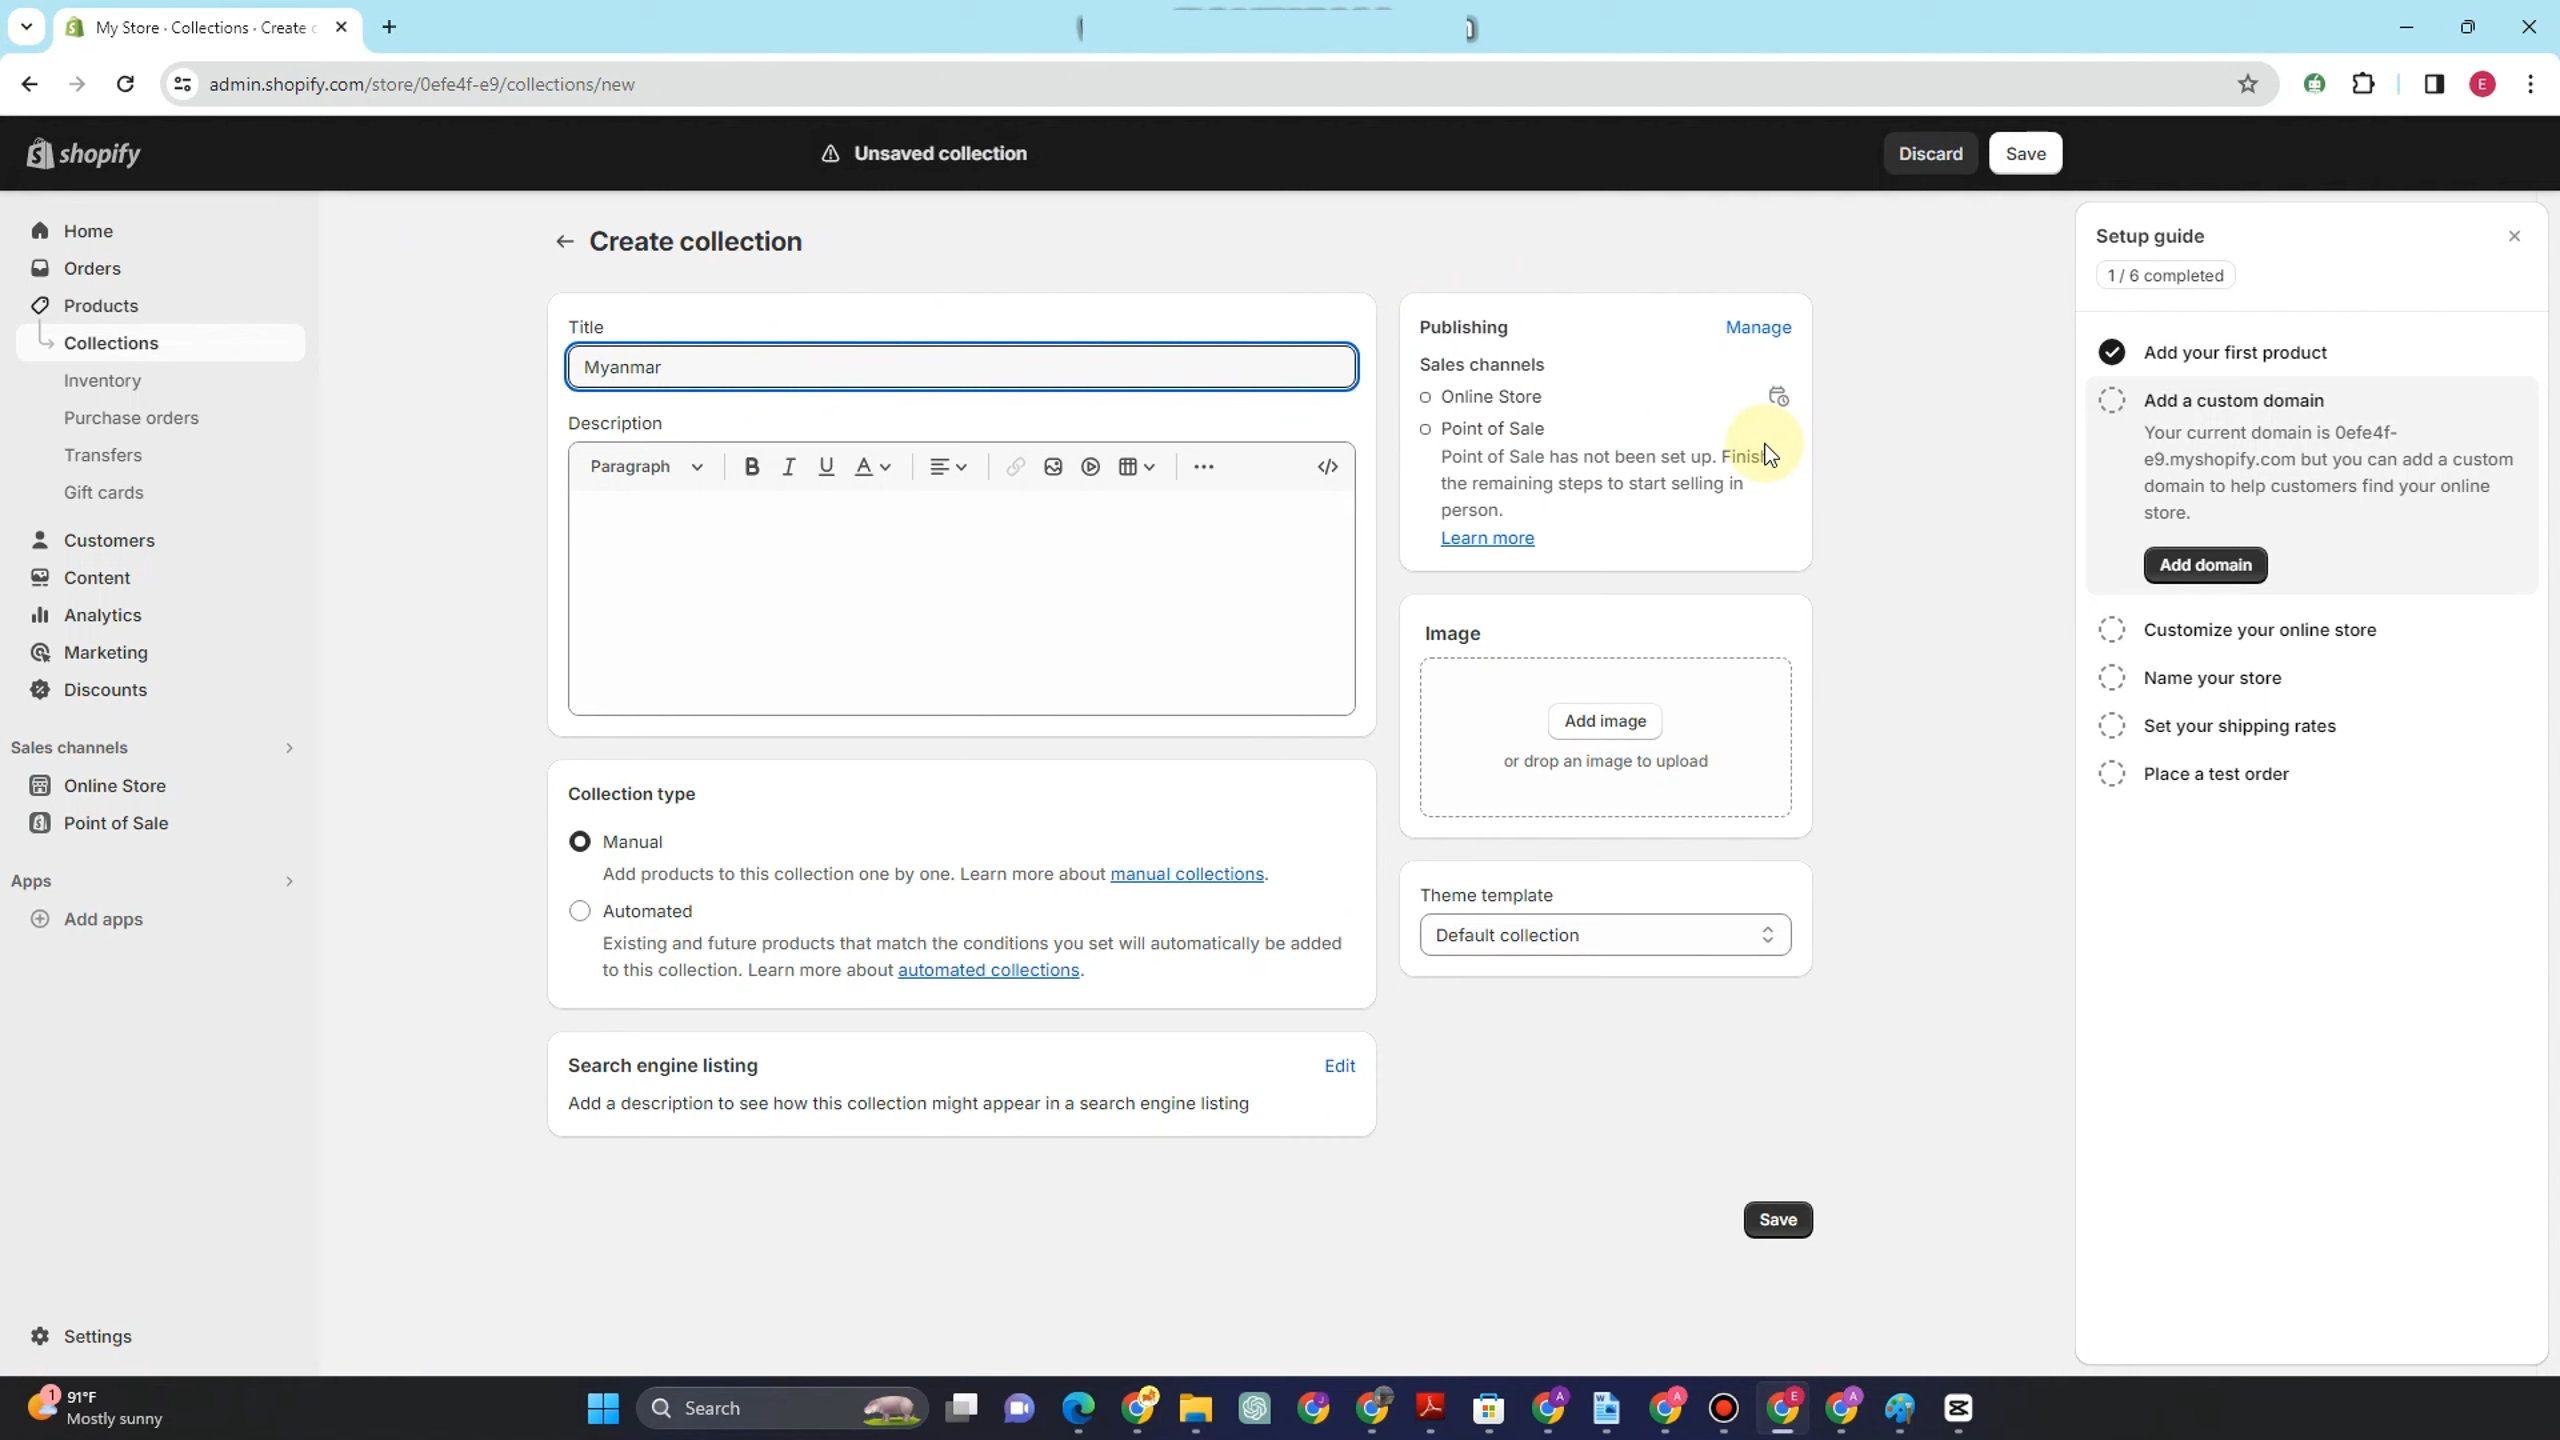 My Store · Collections · Create
admin.shopify.com/store/0efe4f-e9/collections/new
E
shopify
Unsaved collection
Discard
Save
Home
Orders
Products
Collections
Inventory
Purchase orders
Transfers
Gift cards
Customers
Content
Analytics
Marketing
Discounts
Sales channels
Online Store
Point of Sale
Apps
Add apps
Settings
Create collection
Title
Myanmar
Description
Paragraph
B I U A
Collection type
Manual
Add products to this collection one by one. Learn more about manual collections.
Automated
Existing and future products that match the conditions you set will automatically be added
to this collection. Learn more about automated collections.
Search engine listing
Edit
Add a description to see how this collection might appear in a search engine listing
Publishing
Manage
Sales channels
Online Store
Point of Sale
Point of Sale has not been set up. Finish
the remaining steps to start selling in
person.
Learn more
Image
Add image
or drop an image to upload
Theme template
Default collection
Save
Setup guide
1 / 6 completed
Add your first product
Add a custom domain
Your current domain is 0efe4f-
e9.myshopify.com but you can add a custom
domain to help customers find your online
store.
Add domain
Customize your online store
Name your store
Set your shipping rates
Place a test order
1
91°F
Mostly sunny
Search
J
A
W
A
E
A